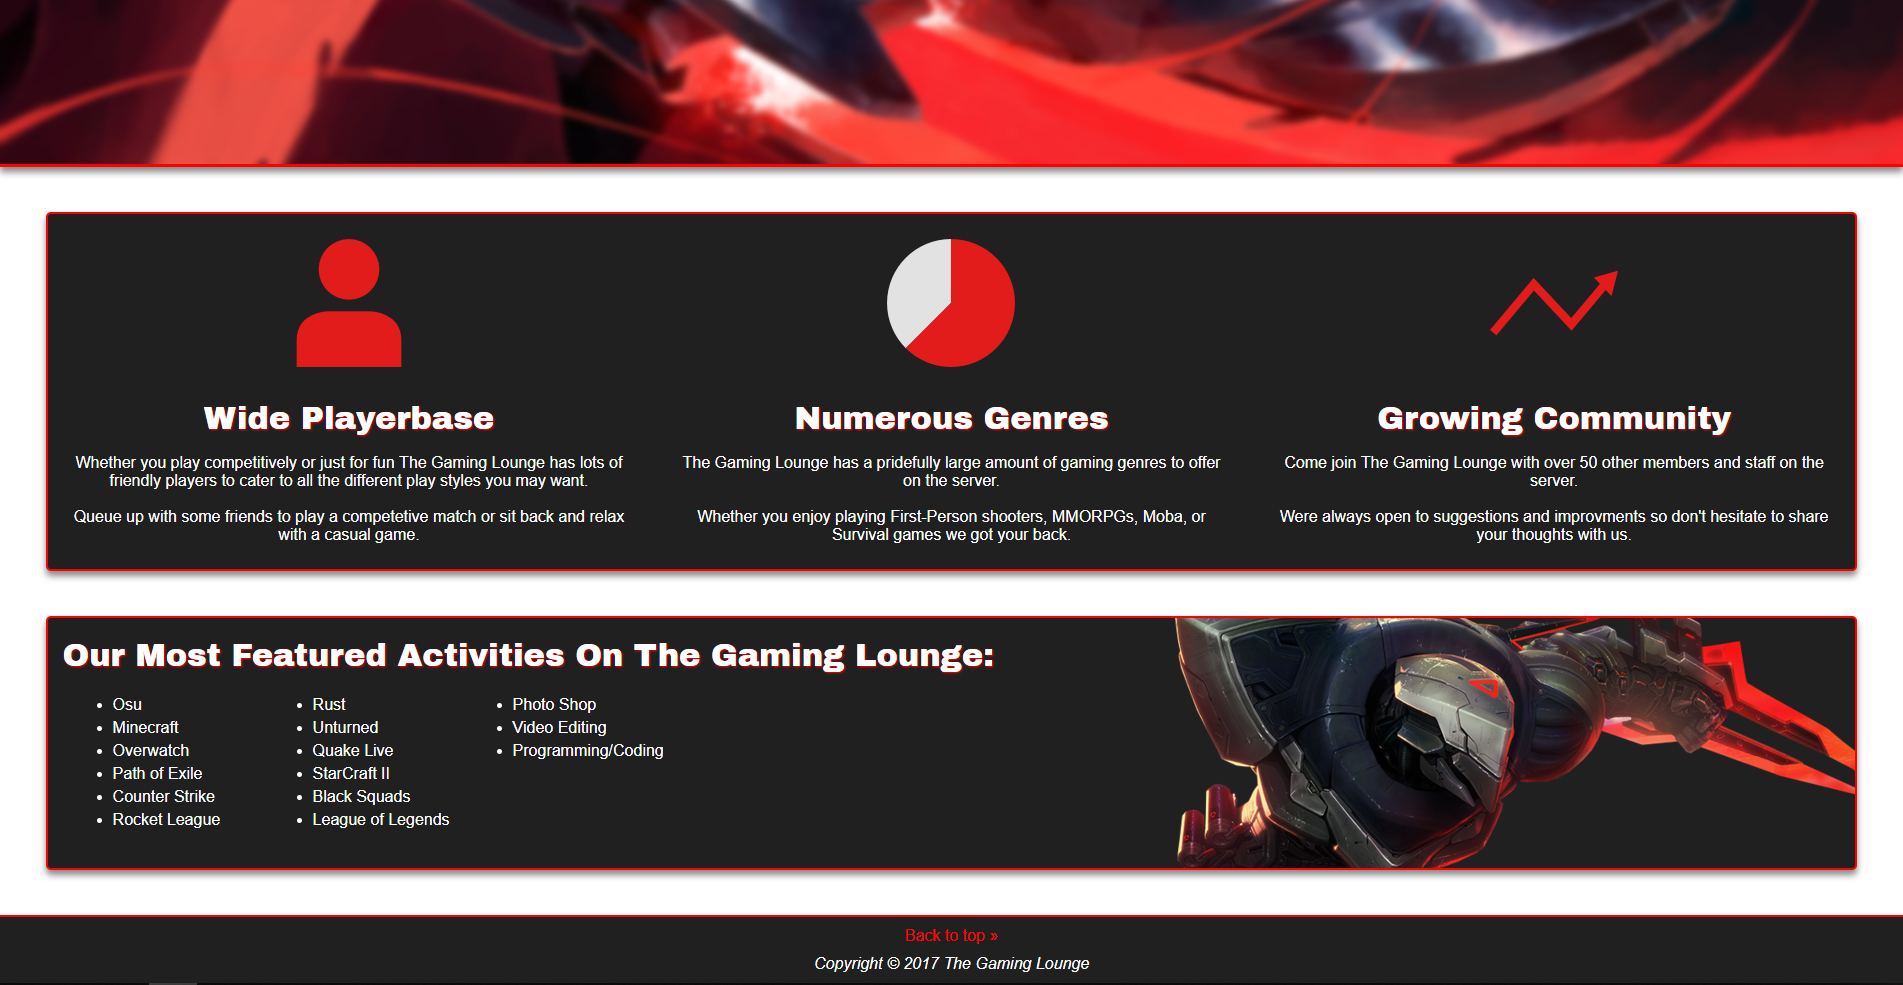 Wide Playerbase
Whether you play competitively or just for fun The Gaming Lounge has lots of
friendly players to cater to all the different play styles you may want.
Queue up with some friends to play a competetive match or sit back and relax
with a casual game.
Numerous Genres
The Gaming Lounge has a pridefully large amount of gaming genres to offer
on the server.
Whether you enjoy playing First-Person shooters, MMORPGs, Moba, or
Survival games we got your back.
Growing Community
Come join The Gaming Lounge with over 50 other members and staff on the
server.
Were always open to suggestions and improvments so don't hesitate to share
your thoughts with us.
Our Most Featured Activities On The Gaming Lounge:
• Osu
• Minecraft
• Overwatch
• Path of Exile
• Counter Strike
• Rocket League
• Rust
• Unturned
• Quake Live
• StarCraft II
• Black Squads
• League of Legends
• Photo Shop
• Video Editing
• Programming/Coding
Back to top »
Copyright © 2017 The Gaming Lounge